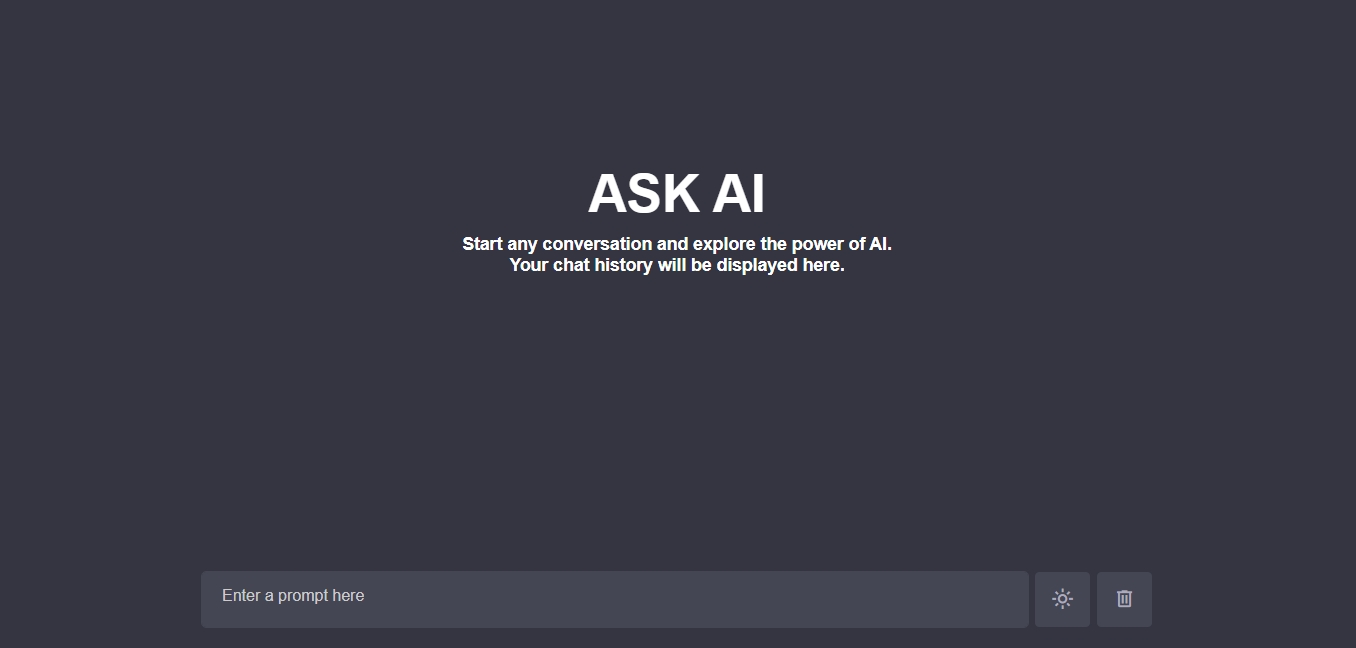 ASK AI
Start any conversation and explore the power of AI.
Your chat history will be displayed here.
Enter a prompt here